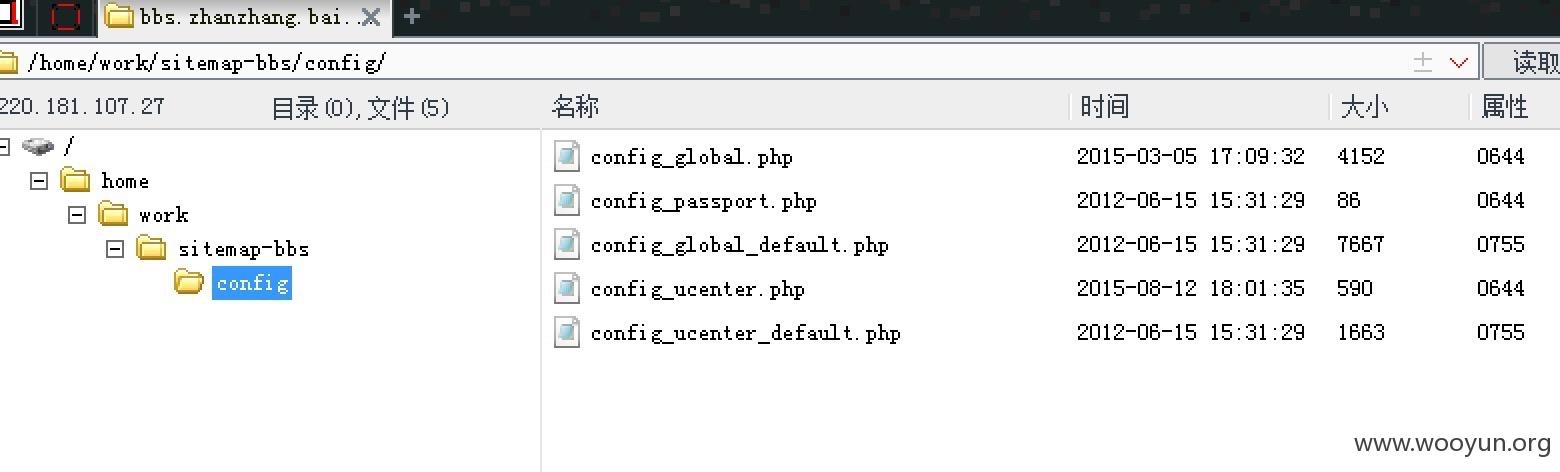 bbs.zhanzhang.bai...
/home/work/sitemap-bbs/config/
读取
220.181.107.27 目录(0),文件(5) 名称 时间 大小 属性
/
home
work
sitemap-bbs
config
config_global.php 2015-03-05 17:09:32 4152 0644
config_passport.php 2012-06-15 15:31:29 86 0644
config_global_default.php 2012-06-15 15:31:29 7667 0755
config_ucenter.php 2015-08-12 18:01:35 590 0644
config_ucenter_default.php 2012-06-15 15:31:29 1663 0755
www.wooyun.org